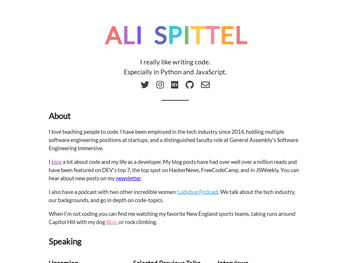 ALI SPITTEL
I really like writing code.
Especially in Python and JavaScript.
About
I love teaching people to code. I have been employed in the tech industry since 2014, holding multiple
software engineering positions at startups, and a distinguished faculty role at General Assembly's Software
Engineering Immersive.
I blog a lot about code and my life as a developer. My blog posts have had well over well over a million reads and
have been featured on DEV's top 7, the top spot on HackerNews, FreeCodeCamp, and in JSWeekly. You can
hear about new posts on my newsletter.
I also have a podcast with two other incredible women: Ladybug Podcast. We talk about the tech industry,
our backgrounds, and go in depth on code-topics.
When I'm not coding you can find me watching my favorite New England sports teams, taking runs around
Capitol Hill with my dog Blair, or rock climbing.
Speaking
Upcoming Selected Previous Talks Interviews